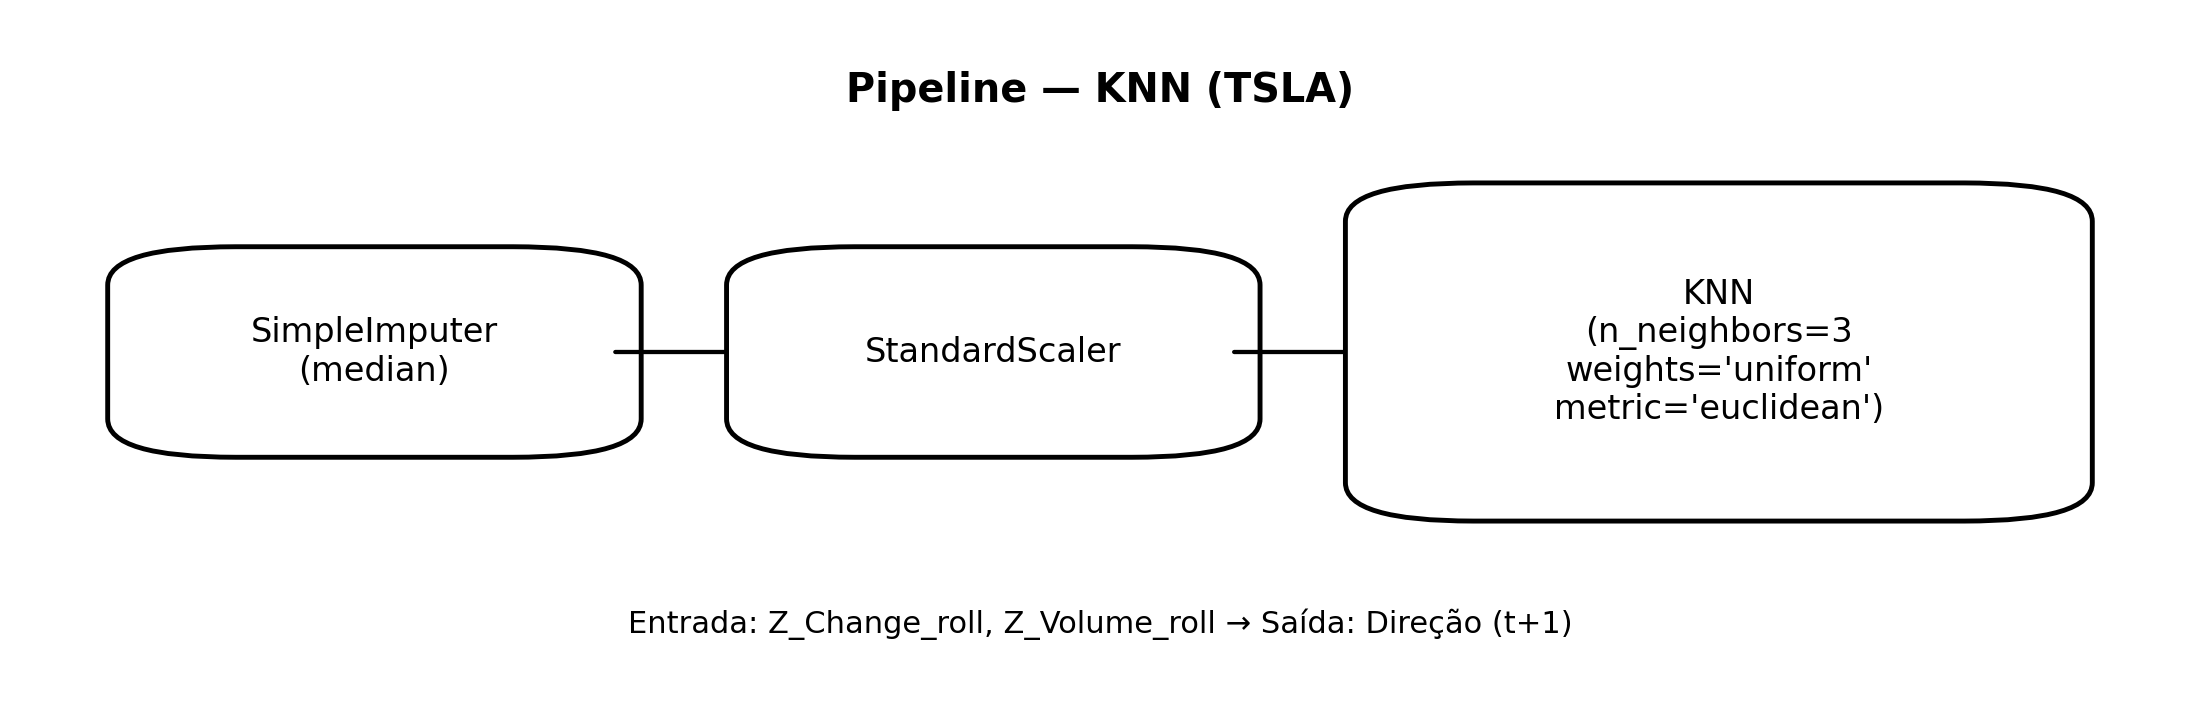 Pipeline — KNN (TSLA)
SimpleImputer
(median)
StandardScaler
KNN
(n_neighbors=3
weights='uniform'
metric='euclidean')
Entrada: Z_Change_roll, Z_Volume_roll → Saída: Direção (t+1)